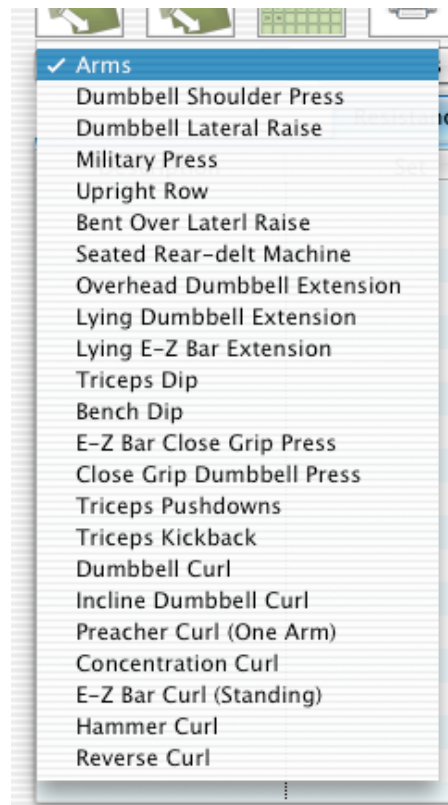 ✓ Arms
Dumbbell Shoulder Press
Dumbbell Lateral Raise
Military Press
Upright Row
Bent Over Laterl Raise
Seated Rear-delt Machine
Overhead Dumbbell Extension
Lying Dumbbell Extension
Lying E-Z Bar Extension
Triceps Dip
Bench Dip
E-Z Bar Close Grip Press
Close Grip Dumbbell Press
Triceps Pushdowns
Triceps Kickback
Dumbbell Curl
Incline Dumbbell Curl
Preacher Curl (One Arm)
Concentration Curl
E-Z Bar Curl (Standing)
Hammer Curl
Reverse Curl
Set